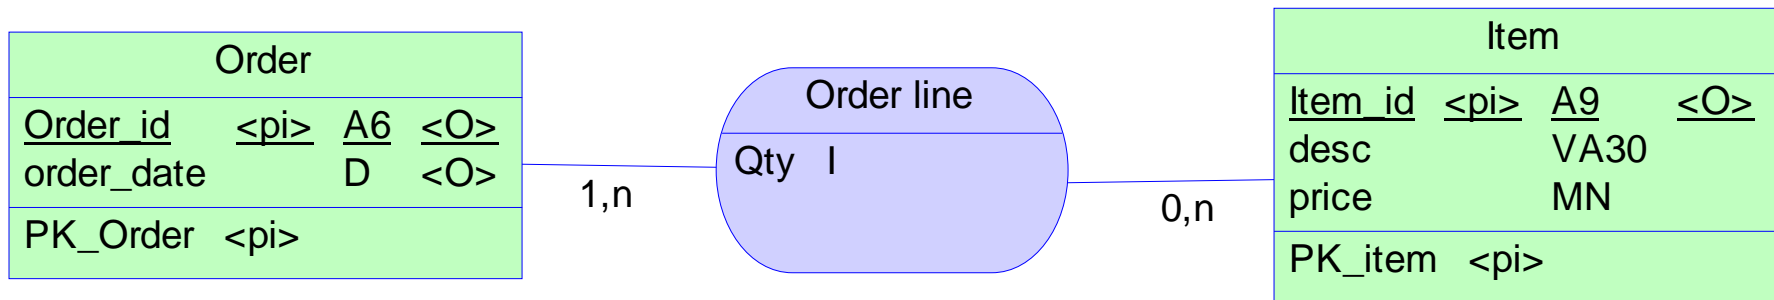 Order
Order_id <pi> A6 <O>
order_date D <O>
PK_Order <pi>
1,n
Order line
Qty I
0,n
Item
Item_id <pi> A9 <O>
desc VA30
price MN
PK_item <pi>